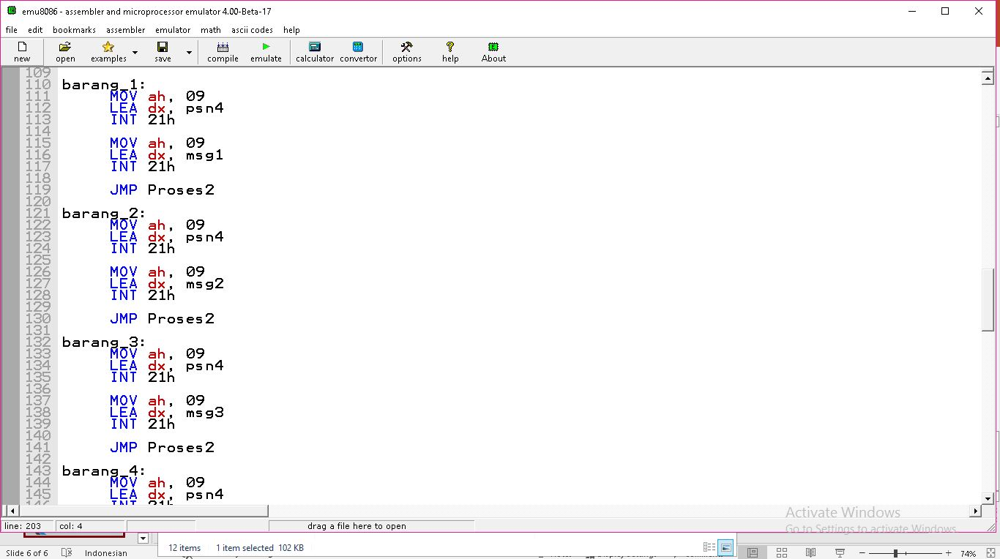 emu8086 - assembler and microprocessor emulator 4.00-Beta-17
file edit bookmarks assembler emulator math ascii codes help
new open examples save compile emulate calculator convertor options help About
109
110 barang_1:
111 MOV ah, 09
112 LEA dx, psn4
113 INT 21h
114
115 MOV ah, 09
116 LEA dx, msg1
117 INT 21h
118
119 JMP Proses2
120
121 barang_2:
122 MOV ah, 09
123 LEA dx, psn4
124 INT 21h
125
126 MOV ah, 09
127 LEA dx, msg2
128 INT 21h
129
130 JMP Proses2
131
132 barang_3:
133 MOV ah, 09
134 LEA dx, psn4
135 INT 21h
136
137 MOV ah, 09
138 LEA dx, msg3
139 INT 21h
140
141 JMP Proses2
142
143 barang_4:
144 MOV ah, 09
145 LEA dx, psn4
146 INT 21h
Activate Windows
Go to Settings to activate Windows.
line: 203 col: 4 drag a file here to open
12 items 1 item selected 102 KB
Slide 6 of 6 Indonesian 74%